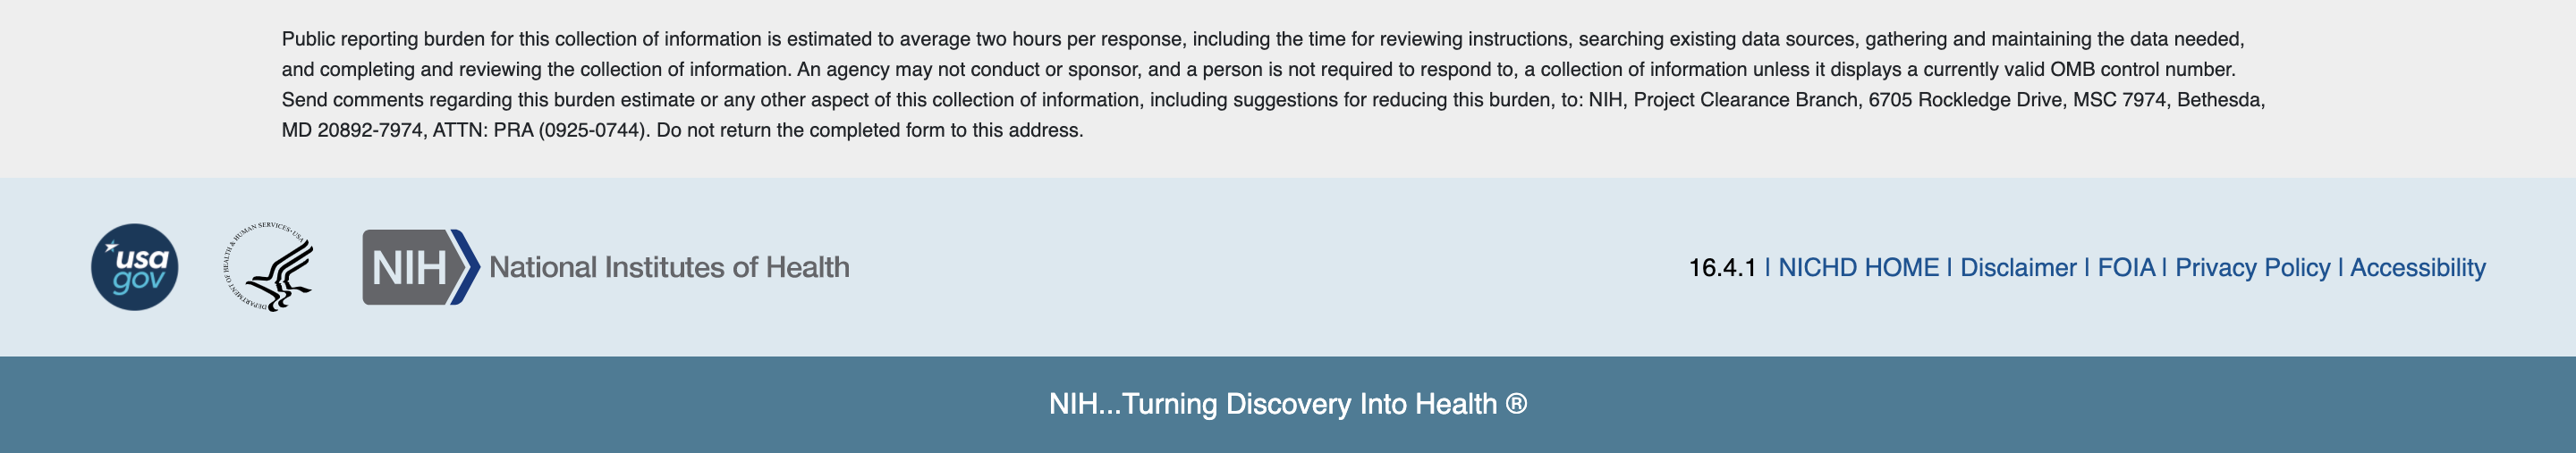 Public reporting burden for this collection of information is estimated to average two hours per response, including the time for reviewing instructions, searching existing data sources, gathering and maintaining the data needed,
and completing and reviewing the collection of information. An agency may not conduct or sponsor, and a person is not required to respond to, a collection of information unless it displays a currently valid OMB control number.
Send comments regarding this burden estimate or any other aspect of this collection of information, including suggestions for reducing this burden, to: NIH, Project Clearance Branch, 6705 Rockledge Drive, MSC 7974, Bethesda,
MD 20892-7974, ATTN: PRA (0925-0744). Do not return the completed form to this address.
usa
gov
DEPARTMENT OF HEALTH & HUMAN SERVICES • USA
NIH National Institutes of Health
16.4.1 | NICHD HOME | Disclaimer | FOIA | Privacy Policy | Accessibility
NIH...Turning Discovery Into Health ®